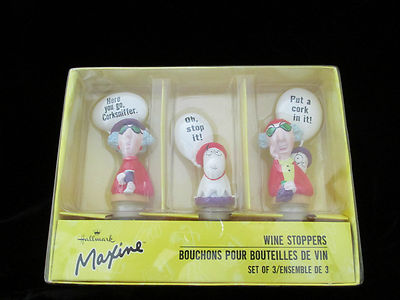 Here
you go,
Corksniffer.
Oh,
stop
it!
Put a
cork
in it!
Hallmark
Maxine
WINE STOPPERS
BOUCHONS POUR BOUTEILLES DE VIN
SET OF 3/ENSEMBLE DE 3